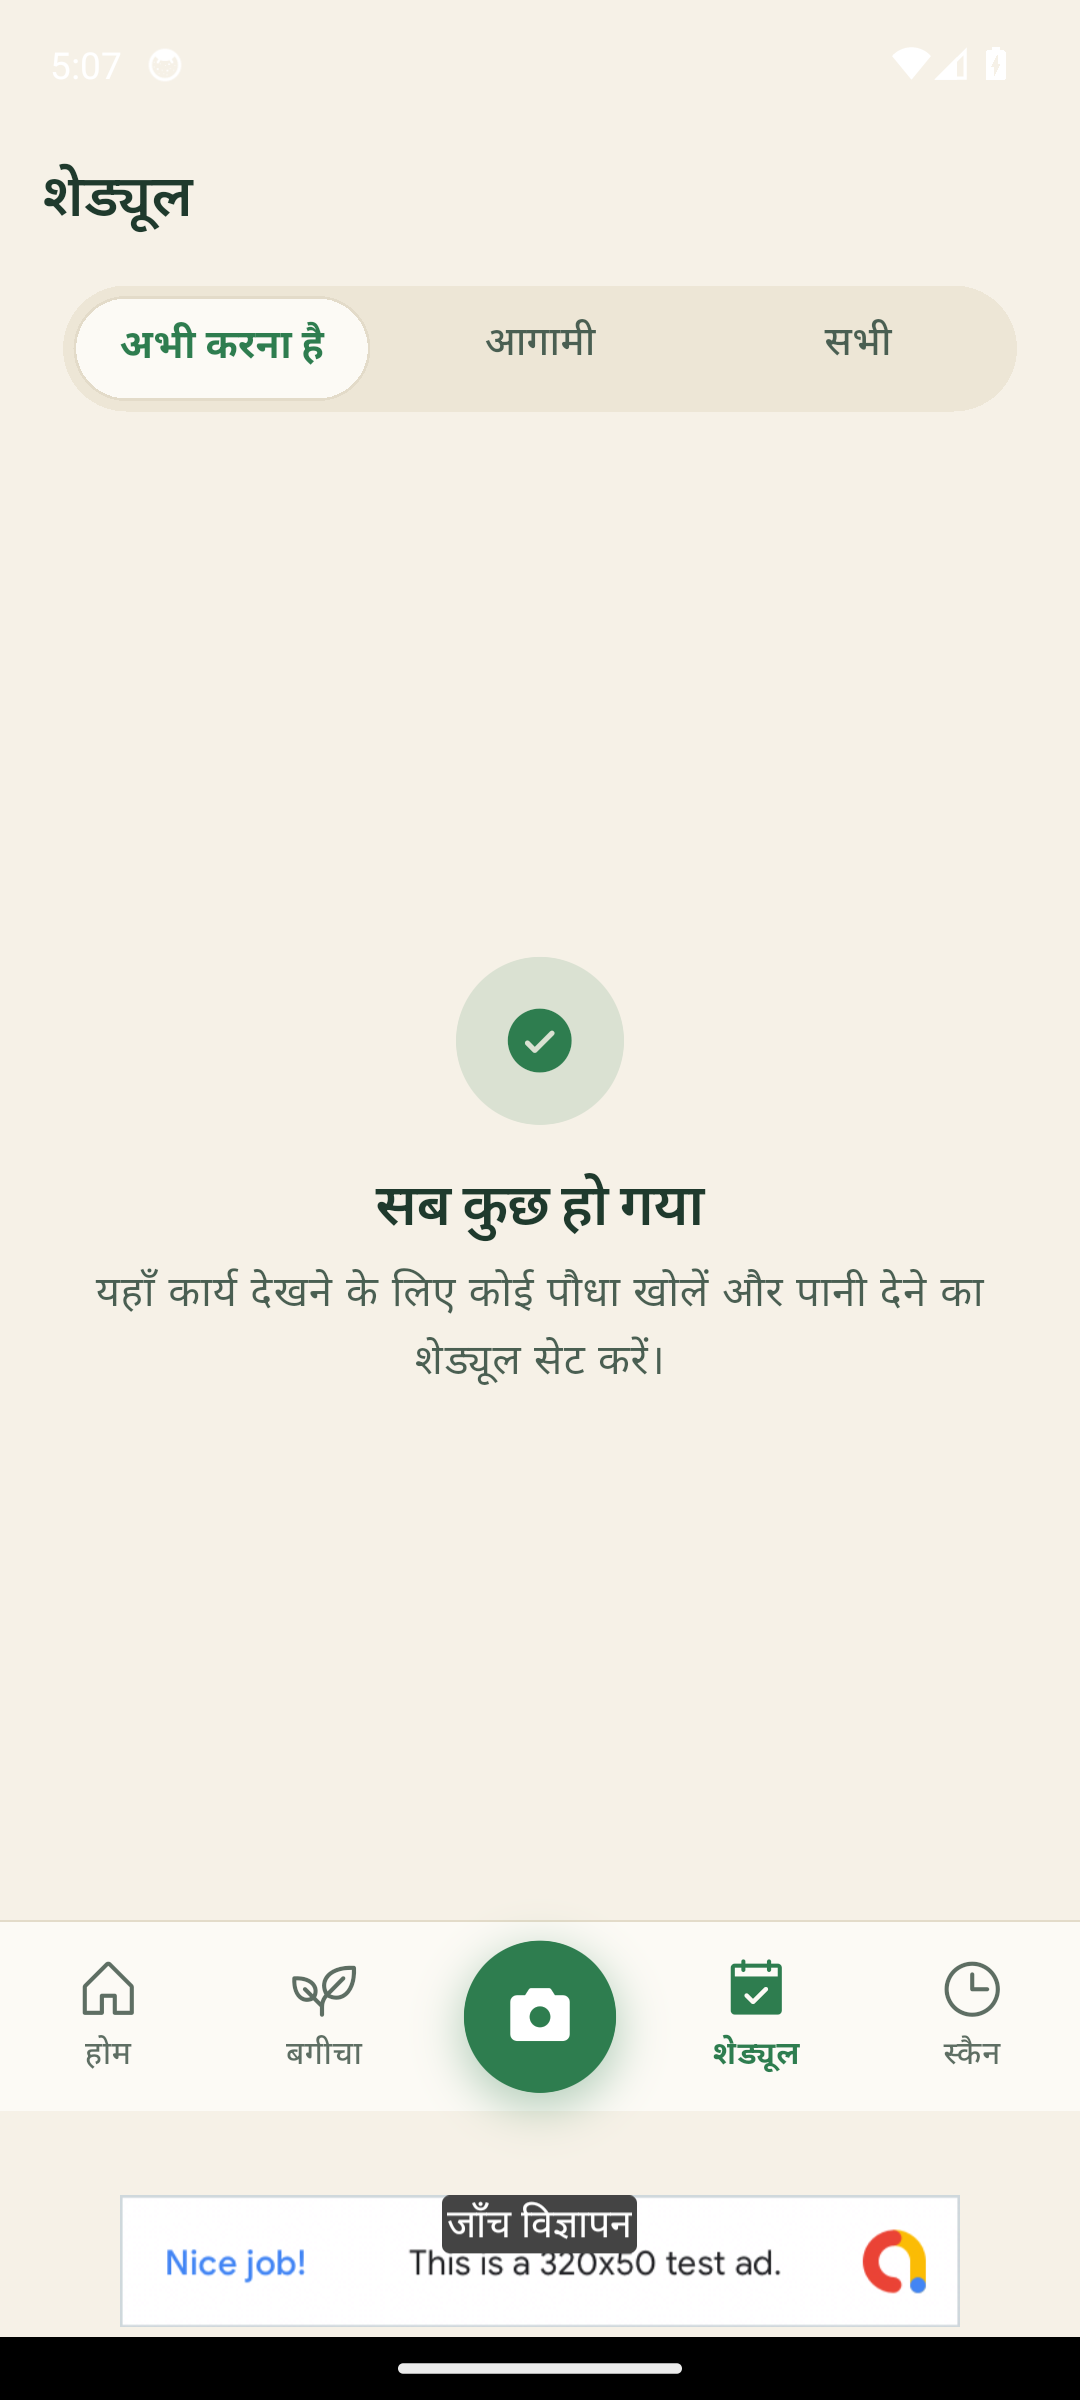 5:07
शेड्यूल
अभी करना है
आगामी
सभी
सब कुछ हो गया
यहाँ कार्य देखने के लिए कोई पौधा खोलें और पानी देने का
शेड्यूल सेट करें।
होम
बगीचा
शेड्यूल
स्कैन
जाँच विज्ञापन
Nice job!
This is a 320x50 test ad.